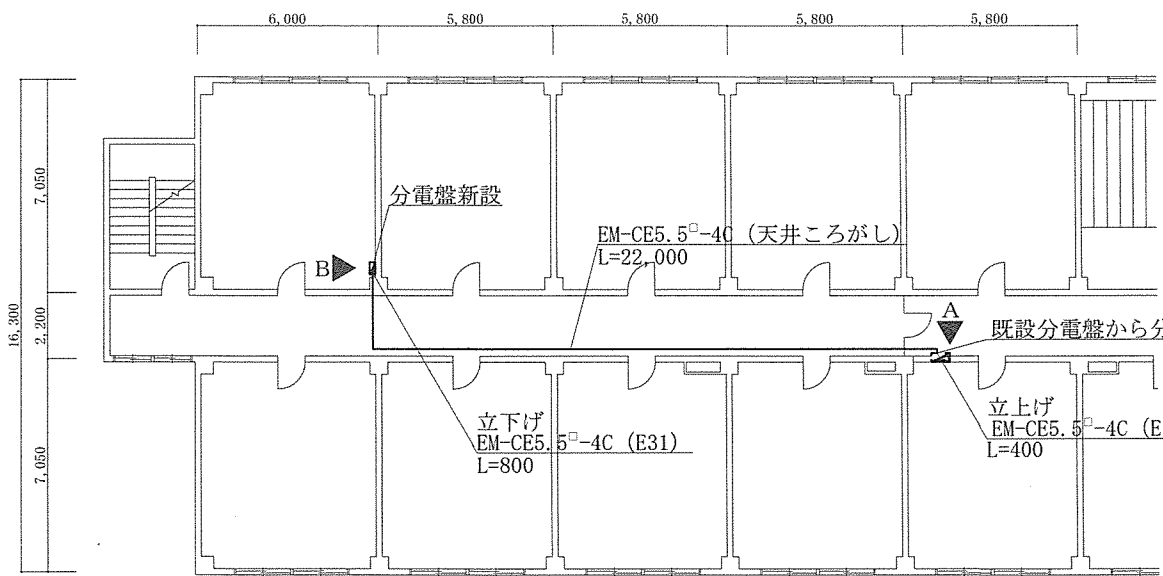 6,000
5,800
5,800
5,800
5,800
7,050
2,200
7,050
16,300
分電盤新設
B
EM-CE5.5□-4C (天井ころがし)
L=22,000
A
既設分電盤から分
立下げ
EM-CE5.5□-4C (E31)
L=800
立上げ
EM-CE5.5□-4C (E
L=400